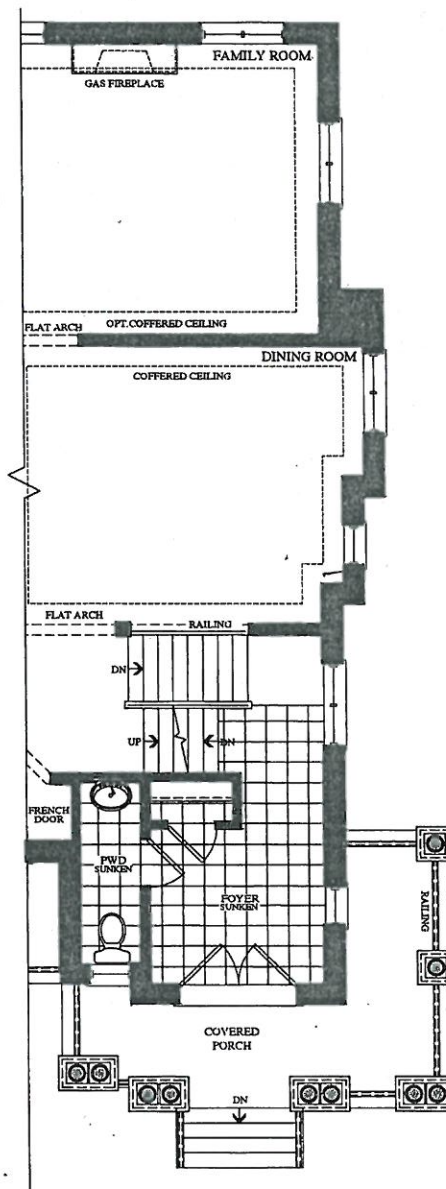 FAMILY ROOM
GAS FIREPLACE
OPT.COFFERED CEILING
FLAT ARCH
DINING ROOM
COFFERED CEILING
FLAT ARCH
RAILING
DN
UP
DN
FRENCH
DOOR
PWD
SUNKEN
FOYER
SUNKEN
RAILING
COVERED
PORCH
DN